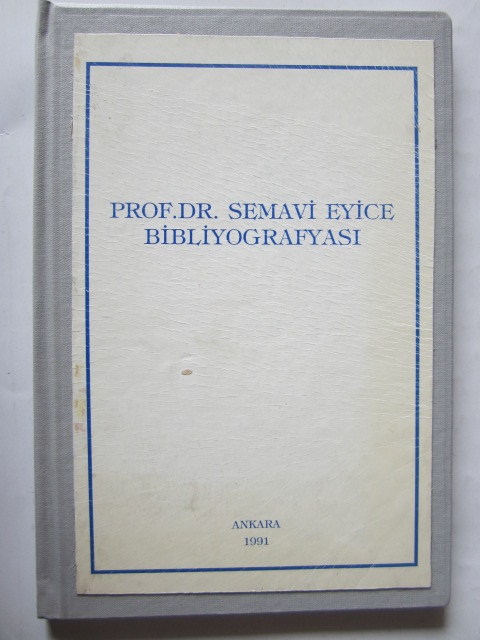 PROF.DR. SEMAVİ EYİCE
BİBLİYOGRAFYASI
ANKARA
1991